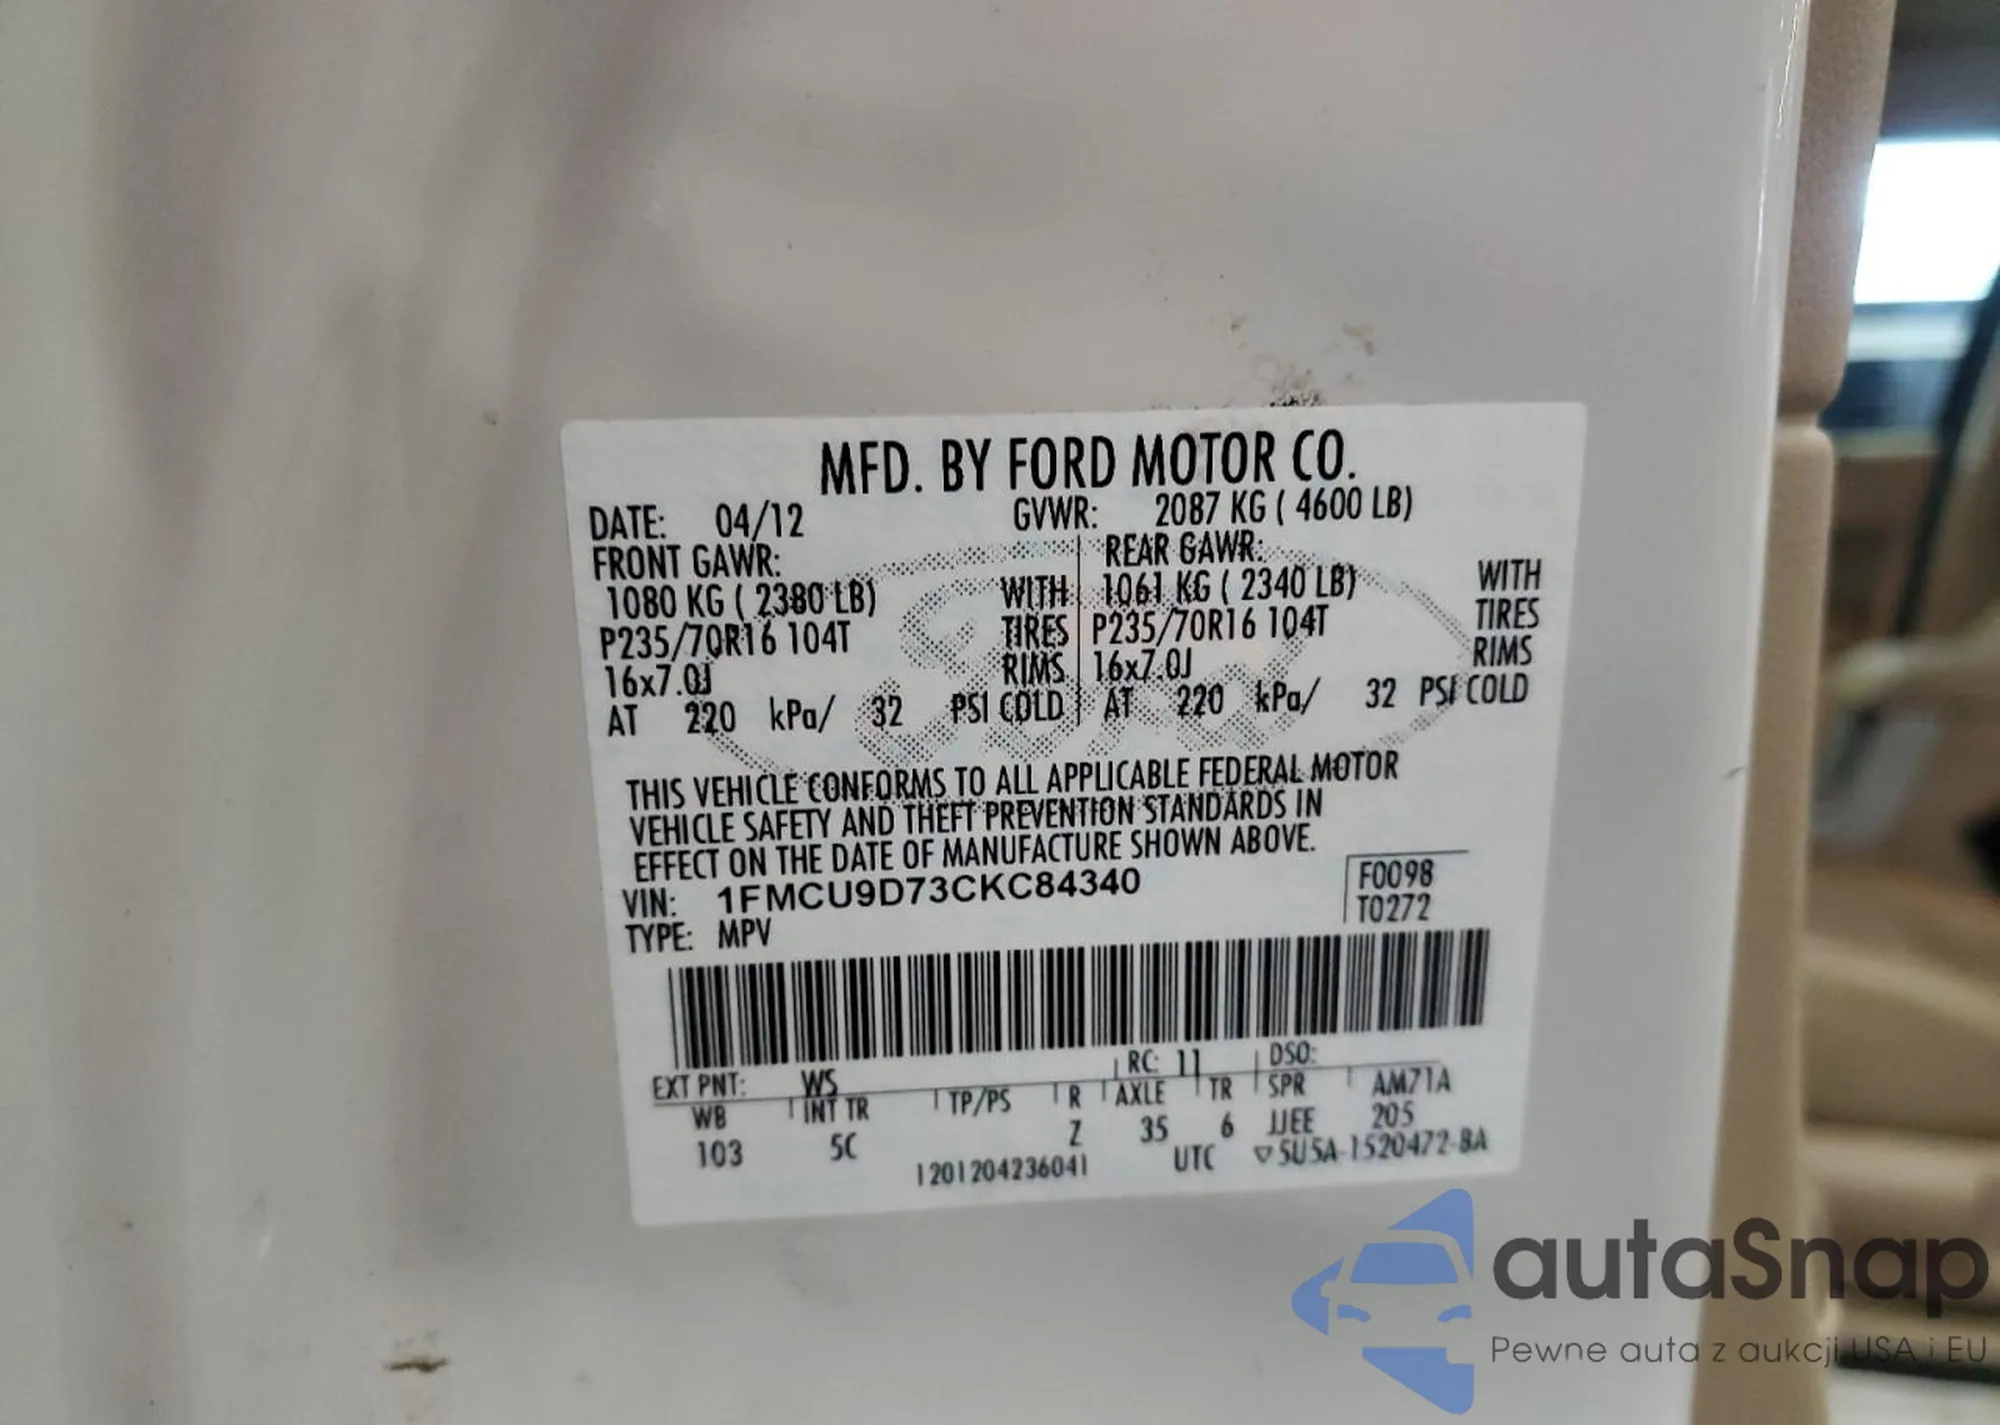 MFD. BY FORD MOTOR CO.
DATE: 04/12 GVWR: 2087 KG ( 4600 LB)
FRONT GAWR: REAR GAWR:
1080 KG ( 2380 LB) WITH 1061 KG ( 2340 LB) WITH
P235/70R16 104T TIRES P235/70R16 104T TIRES
16x7.0J RIMS 16x7.0J RIMS
AT 220 kPa/ 32 PSI COLD AT 220 kPa/ 32 PSI COLD
Ford
THIS VEHICLE CONFORMS TO ALL APPLICABLE FEDERAL MOTOR
VEHICLE SAFETY AND THEFT PREVENTION STANDARDS IN
EFFECT ON THE DATE OF MANUFACTURE SHOWN ABOVE.
VIN: 1FMCU9D73CKC84340 F0098
TYPE: MPV T0272
EXT PNT: WS RC: 11 DSO:
WB INT TR TP/PS R AXLE TR SPR AM71A
103 5C Z 35 6 JJEE 205
1201204236041 UTC ▽5U5A-1520472-BA
autaSnap
Pewne auta z aukcji USA i EU